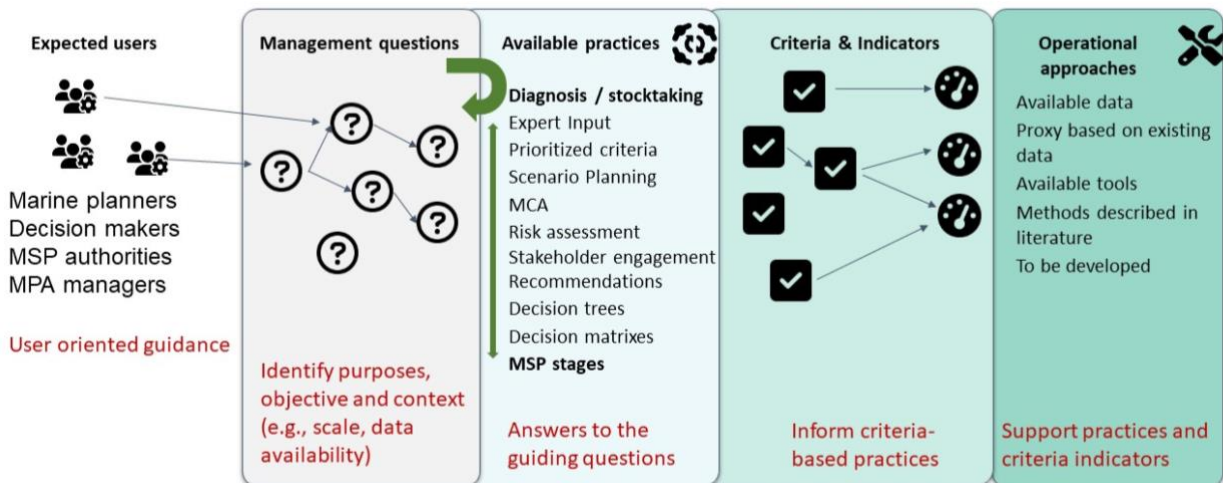 Expected users
Marine planners
Decision makers
MSP authorities
MPA managers
User oriented guidance
Management questions
?
?
?
?
?
?
Identify purposes,
objective and context
(e.g., scale, data
availability)
Available practices
Diagnosis / stocktaking
Expert Input
Prioritized criteria
Scenario Planning
MCA
Risk assessment
Stakeholder engagement
Recommendations
Decision trees
Decision matrixes
MSP stages
Answers to the
guiding questions
Criteria & Indicators
Inform criteria-
based practices
Operational
approaches
Available data
Proxy based on existing
data
Available tools
Methods described in
literature
To be developed
Support practices and
criteria indicators